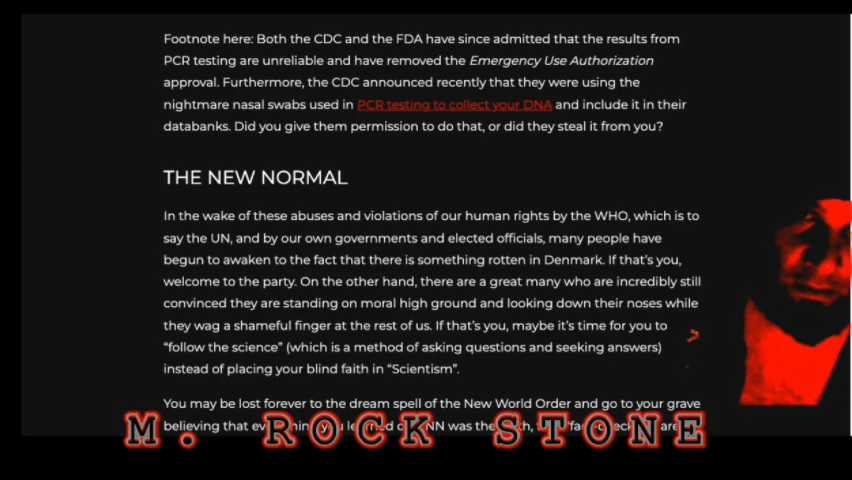 Footnote here: Both the CDC and the FDA have since admitted that the results from
PCR testing are unreliable and have removed the Emergency Use Authorization
approval. Furthermore, the CDC announced recently that they were using the
nightmare nasal swabs used in PCR testing to collect your DNA and include it in their
databanks. Did you give them permission to do that, or did they steal it from you?
THE NEW NORMAL
In the wake of these abuses and violations of our human rights by the WHO, which is to
say the UN, and by our own governments and elected officials, many people have
begun to awaken to the fact that there is something rotten in Denmark. If that's you,
welcome to the party. On the other hand, there are a great many who are incredibly still
convinced they are standing on moral high ground and looking down their noses while
they wag a shameful finger at the rest of us. If that's you, maybe it's time for you to
"follow the science" (which is a method of asking questions and seeking answers)
instead of placing your blind faith in "Scientism".
You may be lost forever to the dream spell of the New World Order and go to your grave
believing that was the
M. ROCK STONE